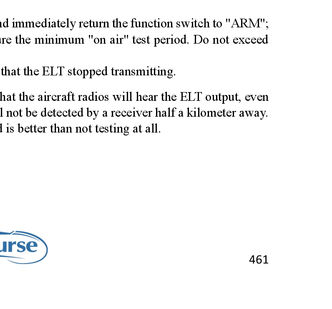 nd immediately return the function switch to "ARM";
ure the minimum "on air" test period. Do not exceed
that the ELT stopped transmitting.
hat the aircraft radios will hear the ELT output, even
l not be detected by a receiver half a kilometer away.
d is better than not testing at all.
urse
461